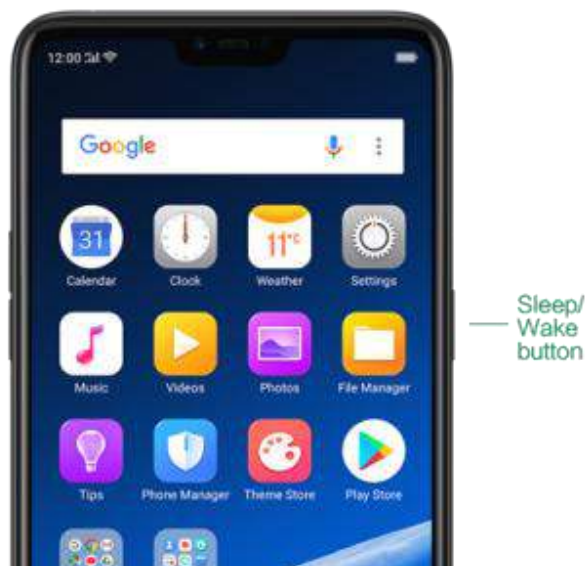 12:00
Google
31
11°c
Calendar
Clock
Weather
Settings
Sleep/
Wake
button
Music
Videos
Photos
File Manager
Tips
Phone Manager
Theme Store
Play Store